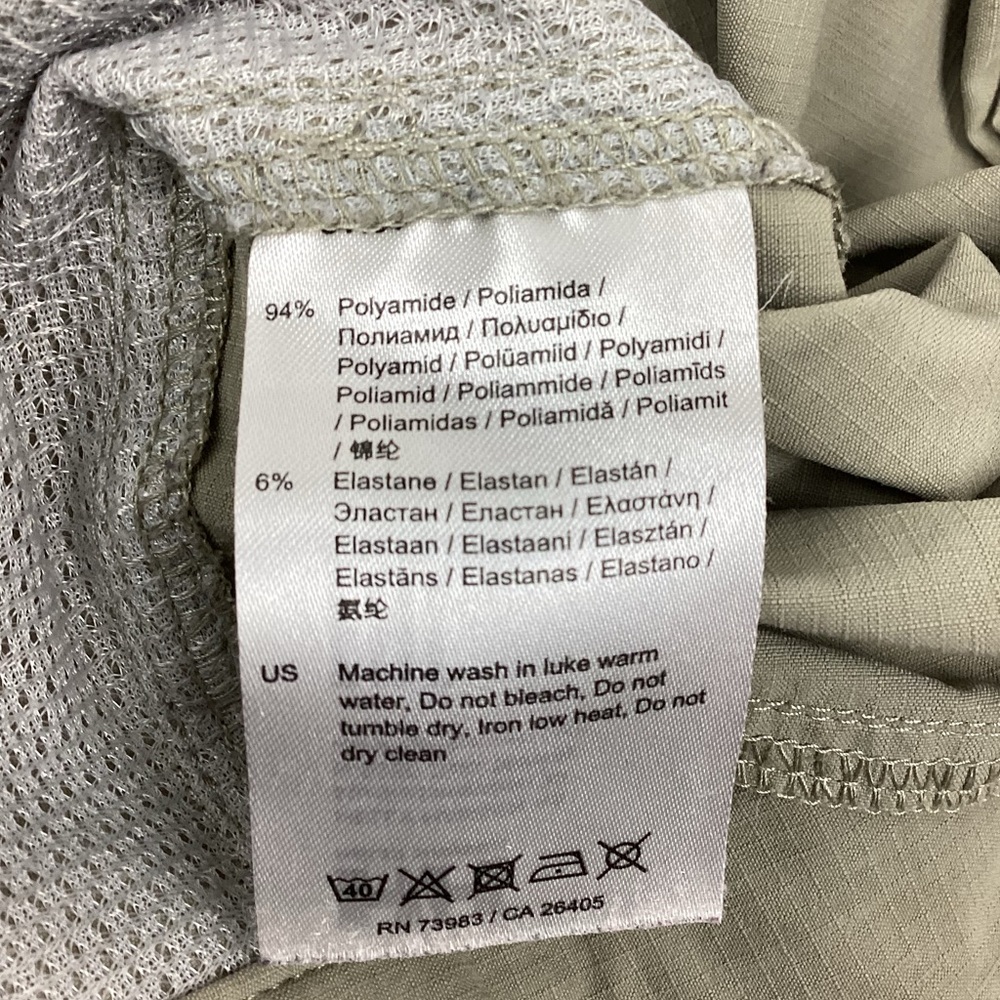 94% Polyamide / Poliamida /
Полиамид / Πολυαμίδιο /
Polyamid / Polüamiid / Polyamidi /
Poliamid / Poliammide / Poliamīds
/ Poliamidas / Poliamidă / Poliamit
/ 锦纶
6% Elastane / Elastan / Elastán /
Эластан / Еластан / Ελαστάνη /
Elastaan / Elastaani / Elasztán /
Elastāns / Elastanas / Elastano /
氨纶
US Machine wash in luke warm
water, Do not bleach, Do not
tumble dry, Iron low heat, Do not
dry clean
40
RN 73983 / CA 26405